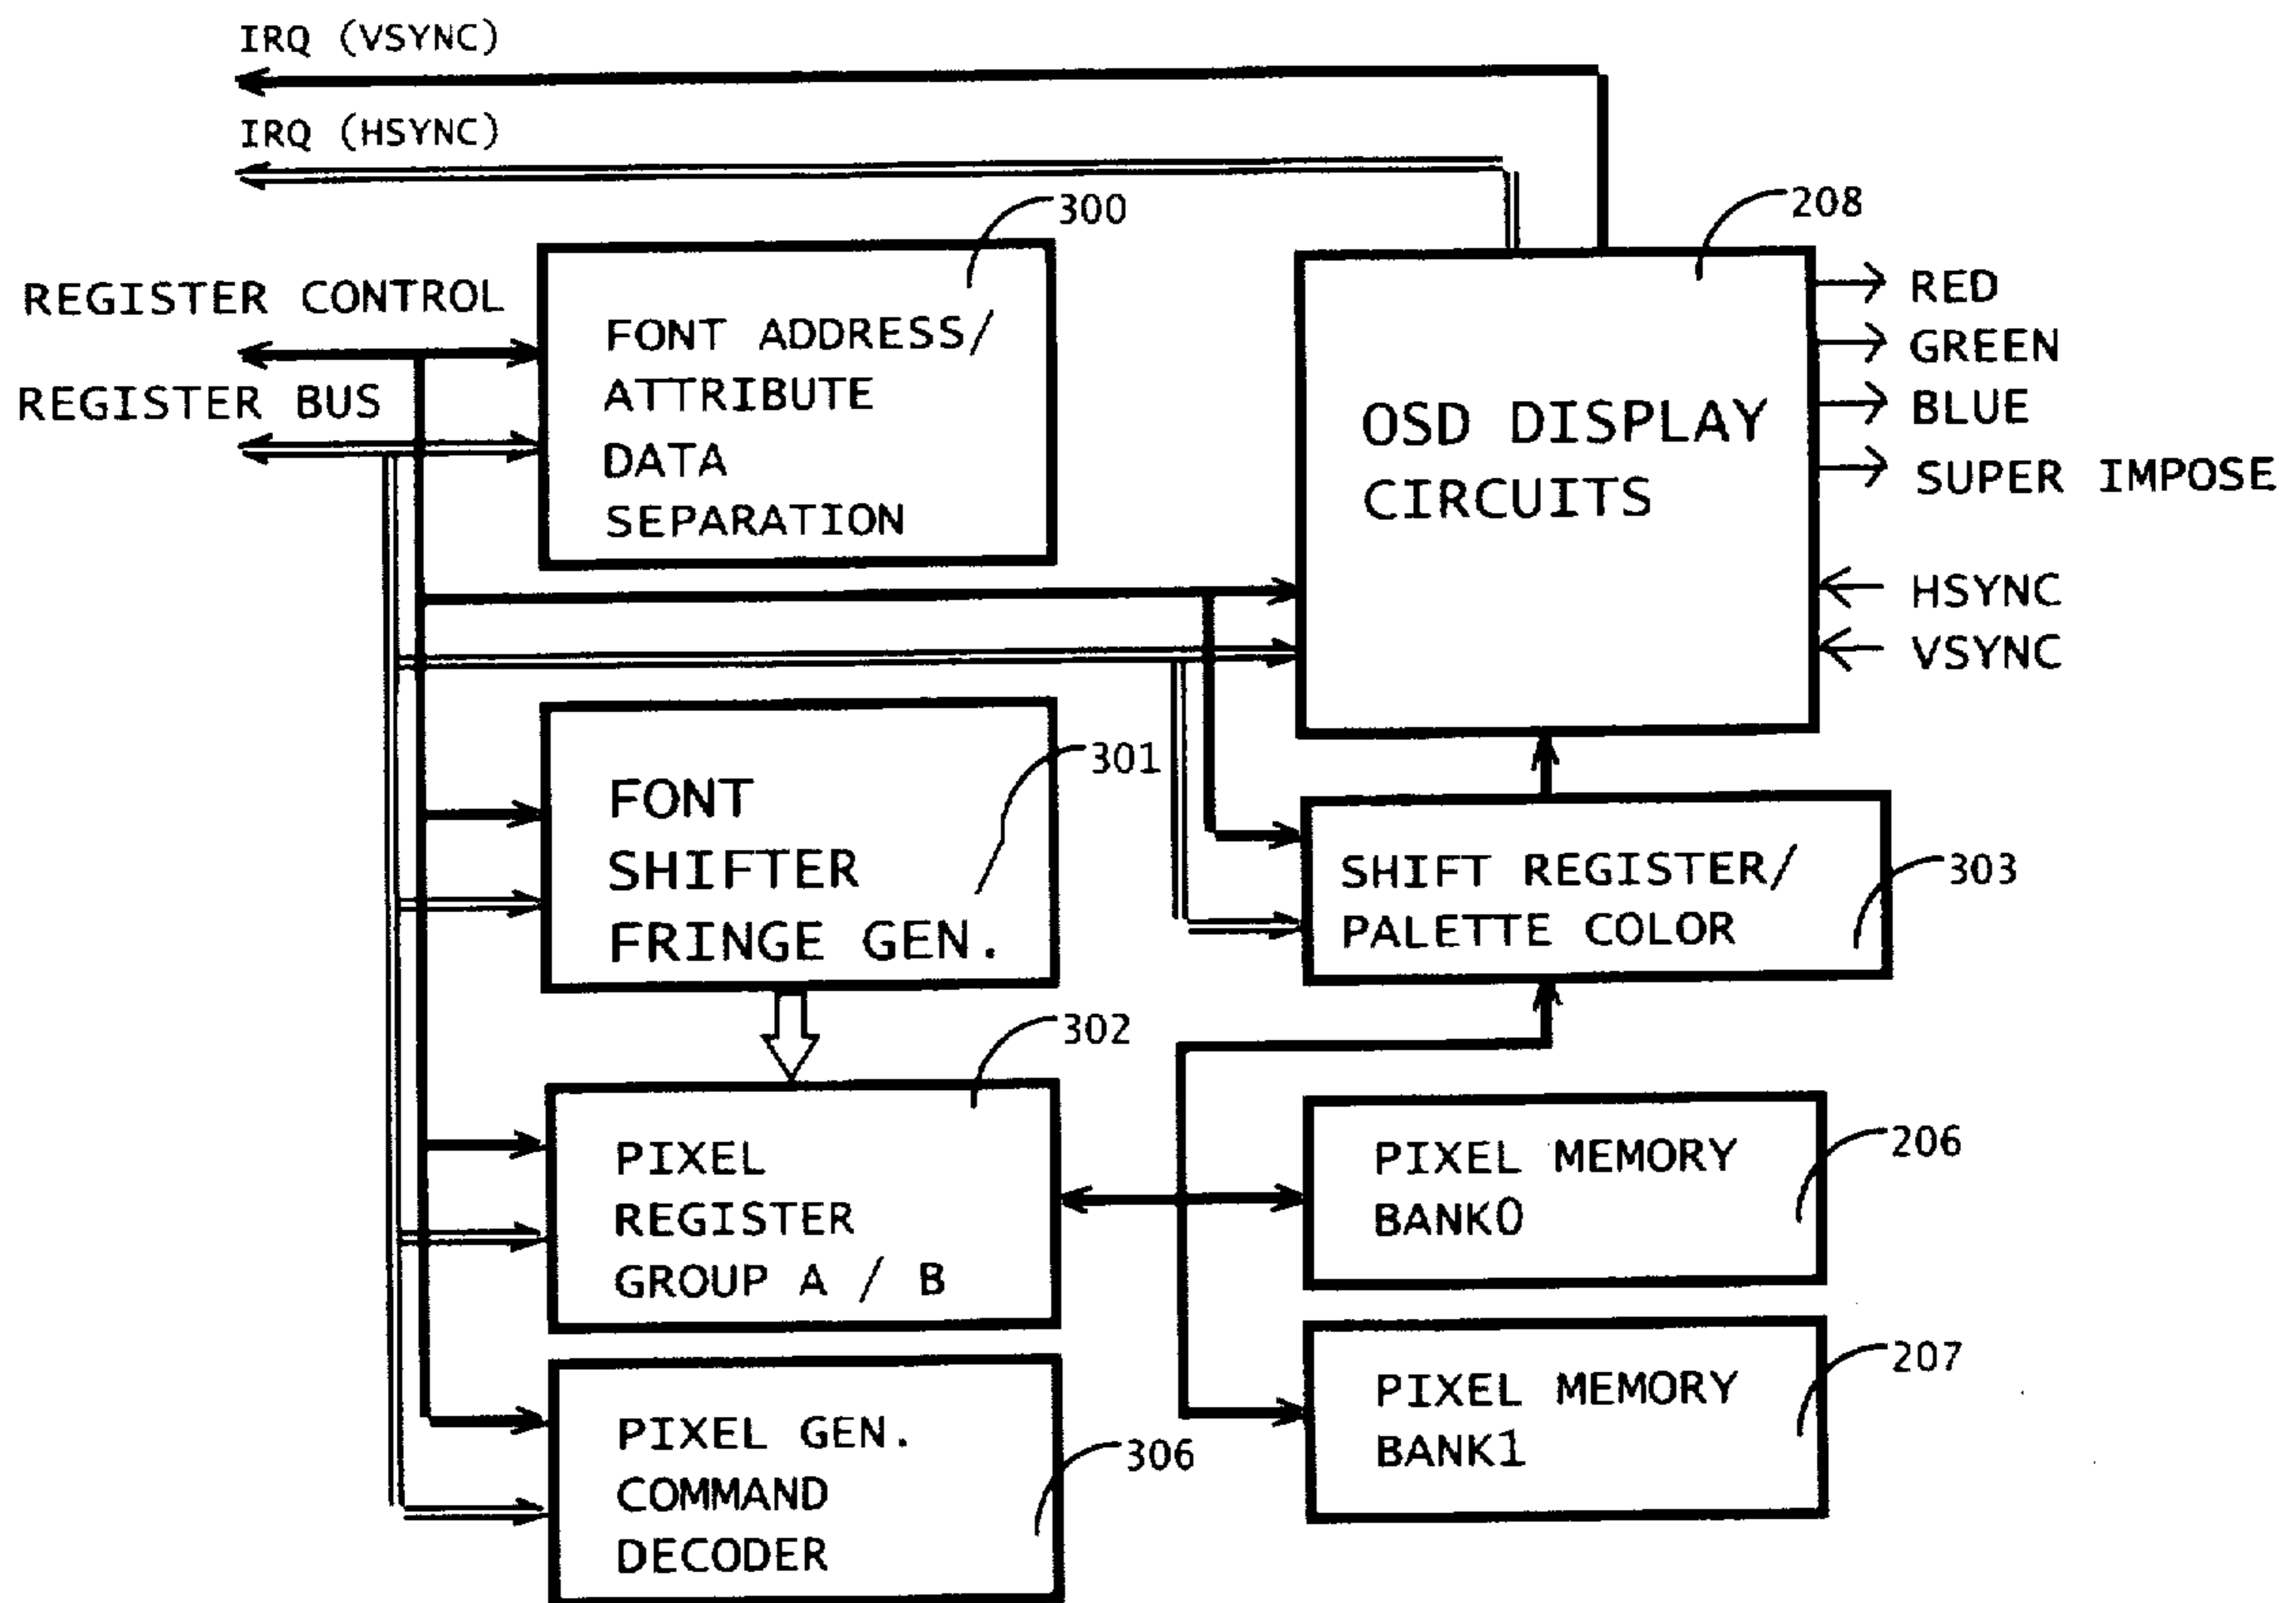 IRQ (VSYNC)
IRQ (HSYNC)
300
208
REGISTER CONTROL
REGISTER BUS
FONT ADDRESS/
ATTRIBUTE
DATA
SEPARATION
OSD DISPLAY
CIRCUITS
RED
GREEN
BLUE
SUPER IMPOSE
HSYNC
VSYNC
301
FONT
SHIFTER
FRINGE GEN.
SHIFT REGISTER/
PALETTE COLOR
303
302
PIXEL
REGISTER
GROUP A / B
PIXEL MEMORY
BANK0
206
PIXEL GEN.
COMMAND
DECODER
306
PIXEL MEMORY
BANK1
207